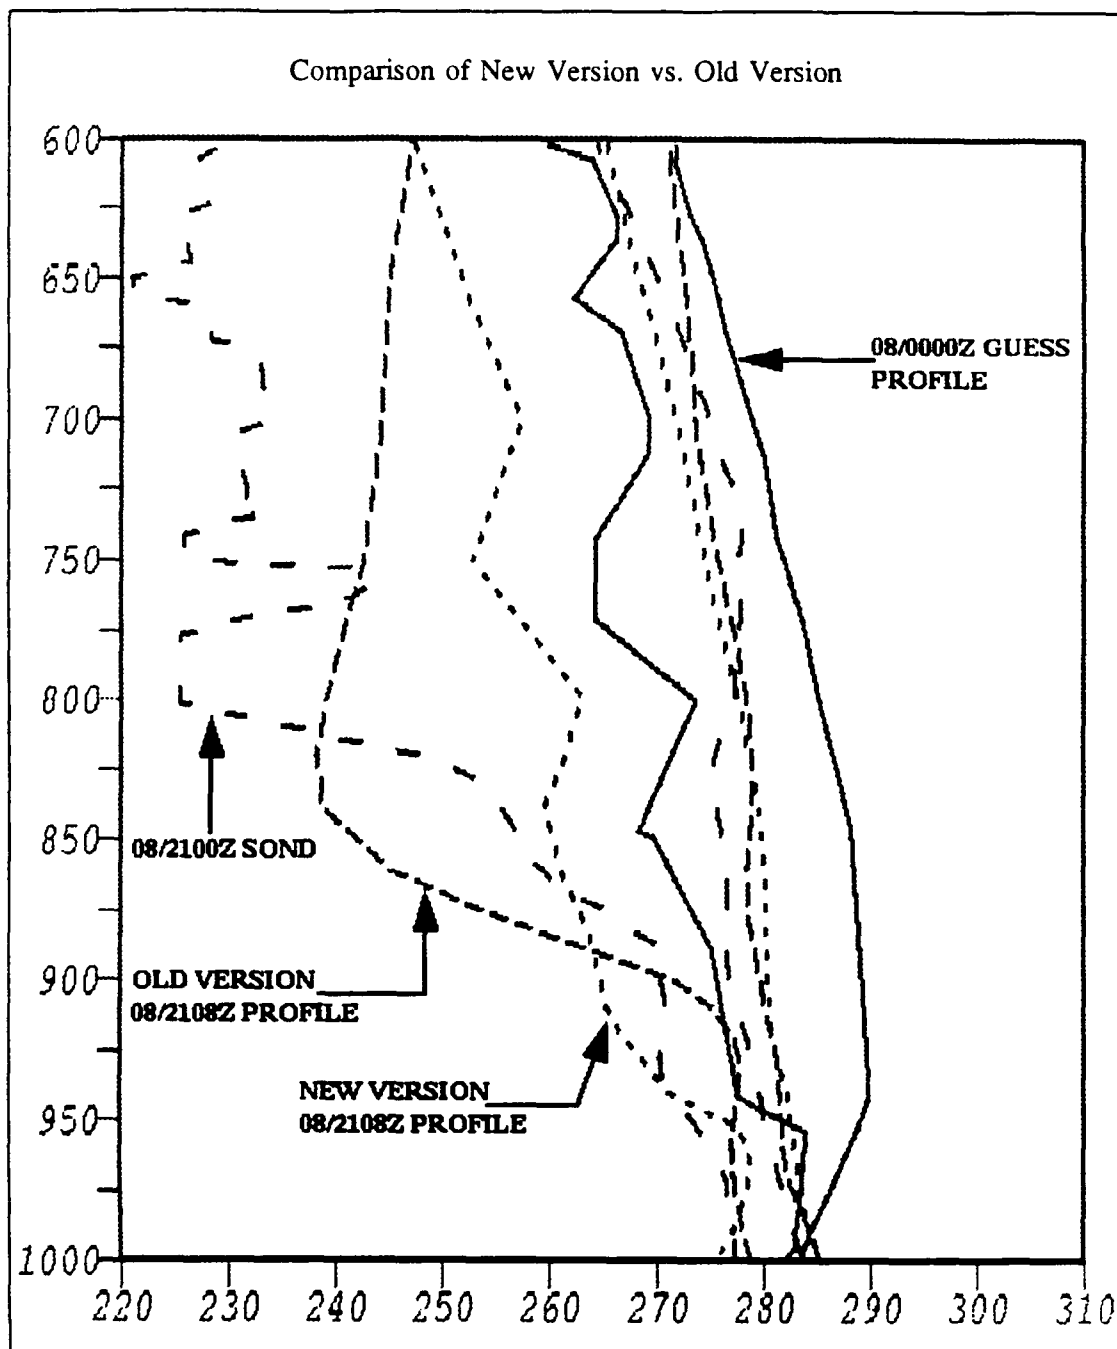 Comparison of New Version vs. Old Version
600
650
700
750
800
850
900
950
1000
08/0000Z GUESS
PROFILE
08/2100Z SOND
OLD VERSION
08/2108Z PROFILE
NEW VERSION
08/2108Z PROFILE
220 230 240 250 260 270 280 290 300 310